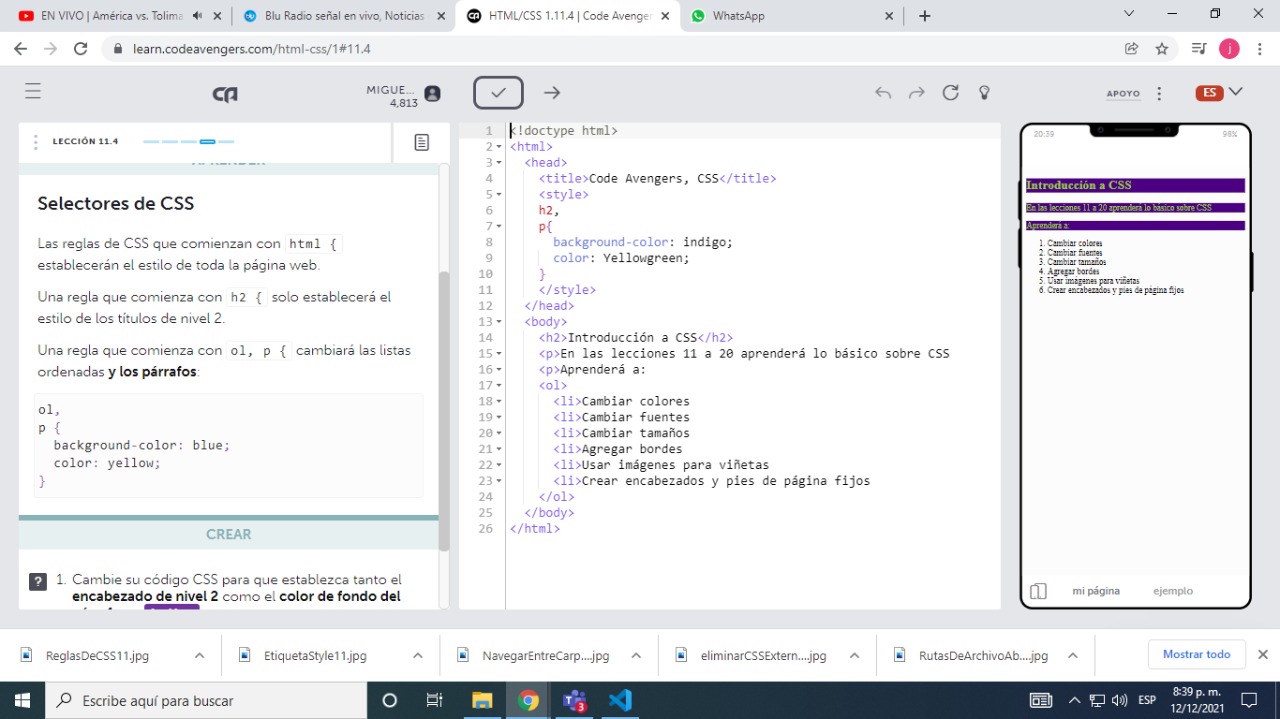 EN VIVO | América vs. Tolima
Blu Radio señal en vivo, Noticias
HTML/CSS 1.11.4 | Code Avenge
WhatsApp
learn.codeavengers.com/html-css/1#11.4
j
MIGUE...
4,813
APOYO
ES
LECCIÓN 11.4
APRENDER
Selectores de CSS
Las reglas de CSS que comienzan con html {
establecerán el estilo de toda la página web.
Una regla que comienza con h2 { solo establecerá el
estilo de los títulos de nivel 2.
Una regla que comienza con ol, p { cambiará las listas
ordenadas y los párrafos:
ol,
p {
background-color: blue;
color: yellow;
}
CREAR
?
1. Cambie su código CSS para que establezca tanto el
encabezado de nivel 2 como el color de fondo del
1 <!doctype html>
2 <html>
3 <head>
4 <title>Code Avengers, CSS</title>
5 <style>
6 h2,
7 p{
8 background-color: indigo;
9 color: Yellowgreen;
10 }
11 </style>
12 </head>
13 <body>
14 <h2>Introducción a CSS</h2>
15 <p>En las lecciones 11 a 20 aprenderá lo básico sobre CSS
16 <p>Aprenderá a:
17 <ol>
18 <li>Cambiar colores
19 <li>Cambiar fuentes
20 <li>Cambiar tamaños
21 <li>Agregar bordes
22 <li>Usar imágenes para viñetas
23 <li>Crear encabezados y pies de página fijos
24 </ol>
25 </body>
26 </html>
20:39 98%
Introducción a CSS
En las lecciones 11 a 20 aprenderá lo básico sobre CSS
Aprenderá a:
1. Cambiar colores
2. Cambiar fuentes
3. Cambiar tamaños
4. Agregar bordes
5. Usar imágenes para viñetas
6. Crear encabezados y pies de página fijos
mi página ejemplo
ReglasDeCSS11.jpg
EtiquetaStyle11.jpg
NavegarEntreCarp....jpg
eliminarCSSExtern....jpg
RutasDeArchivoAb....jpg
Mostrar todo
Escribe aquí para buscar
3
ESP
8:39 p. m.
12/12/2021